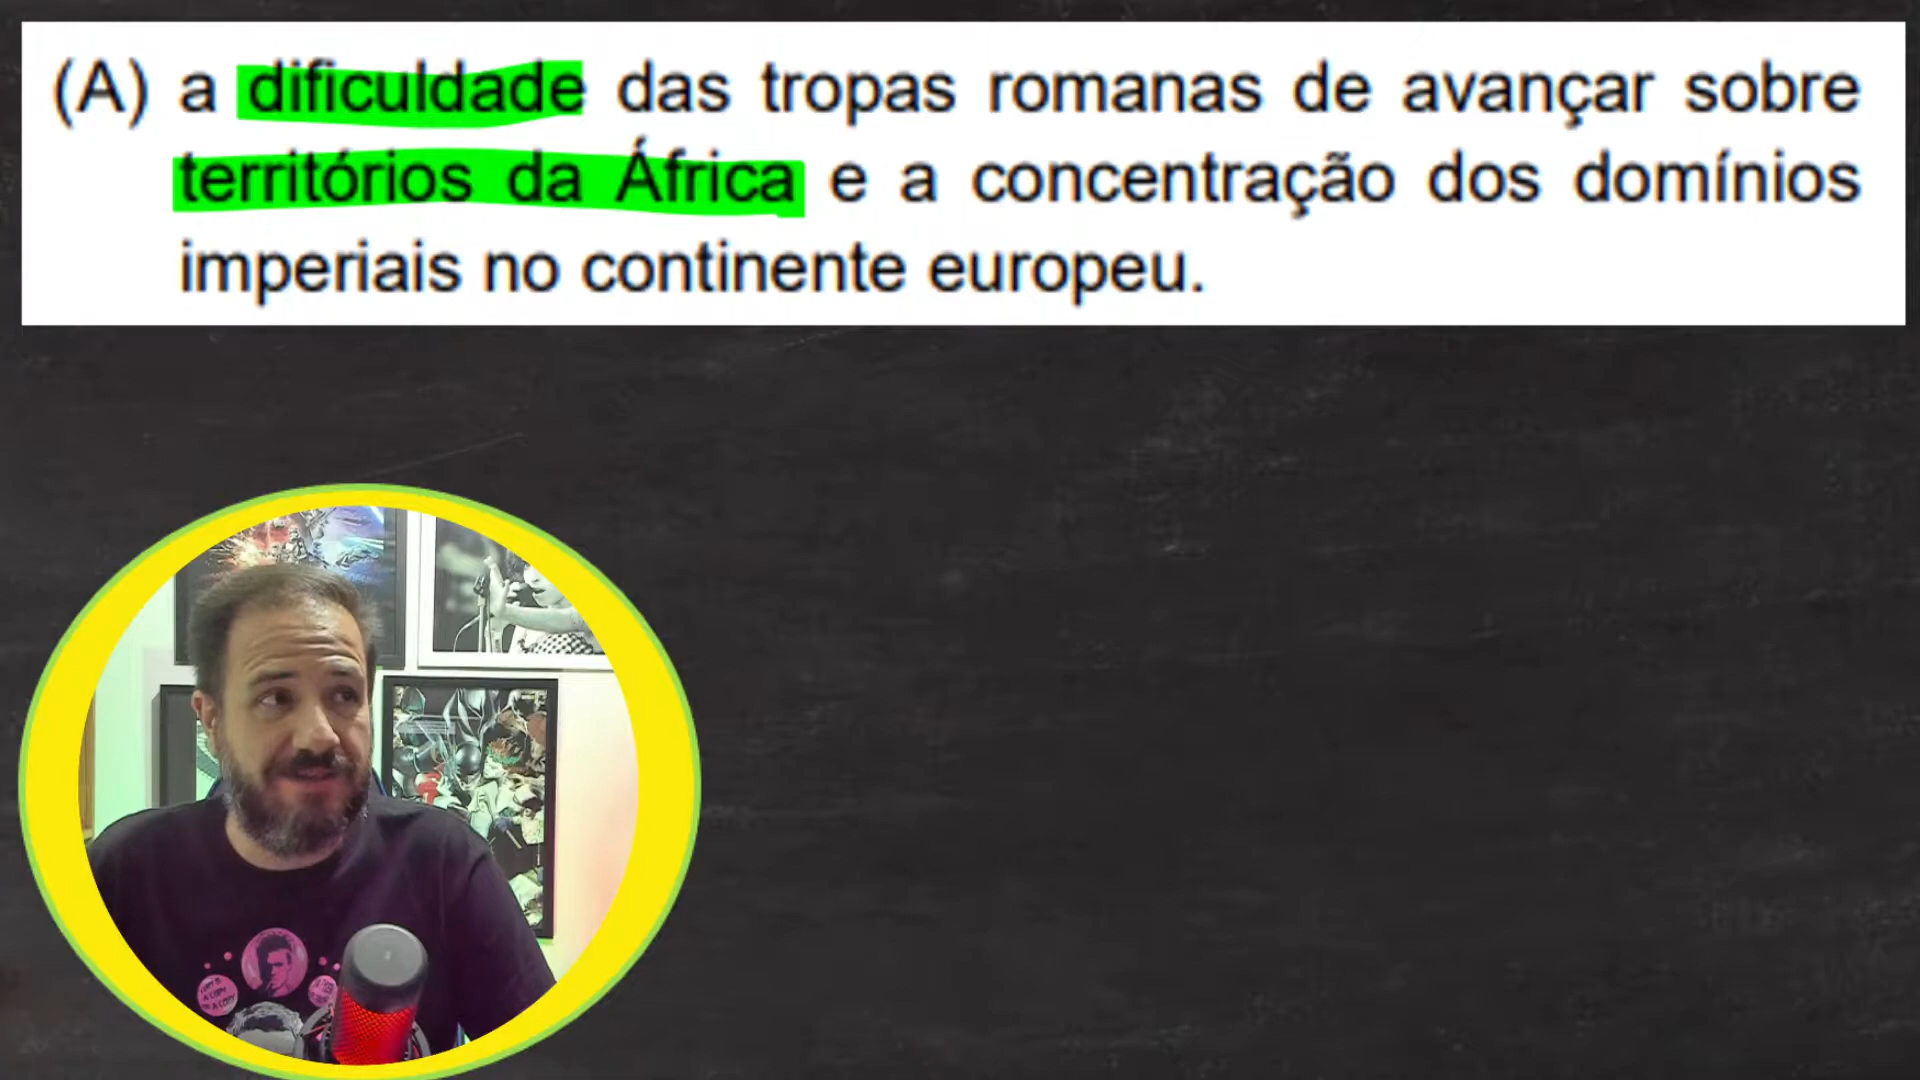 (A) a dificuldade das tropas romanas de avançar sobre
territórios da África e a concentração dos domínios
imperiais no continente europeu.